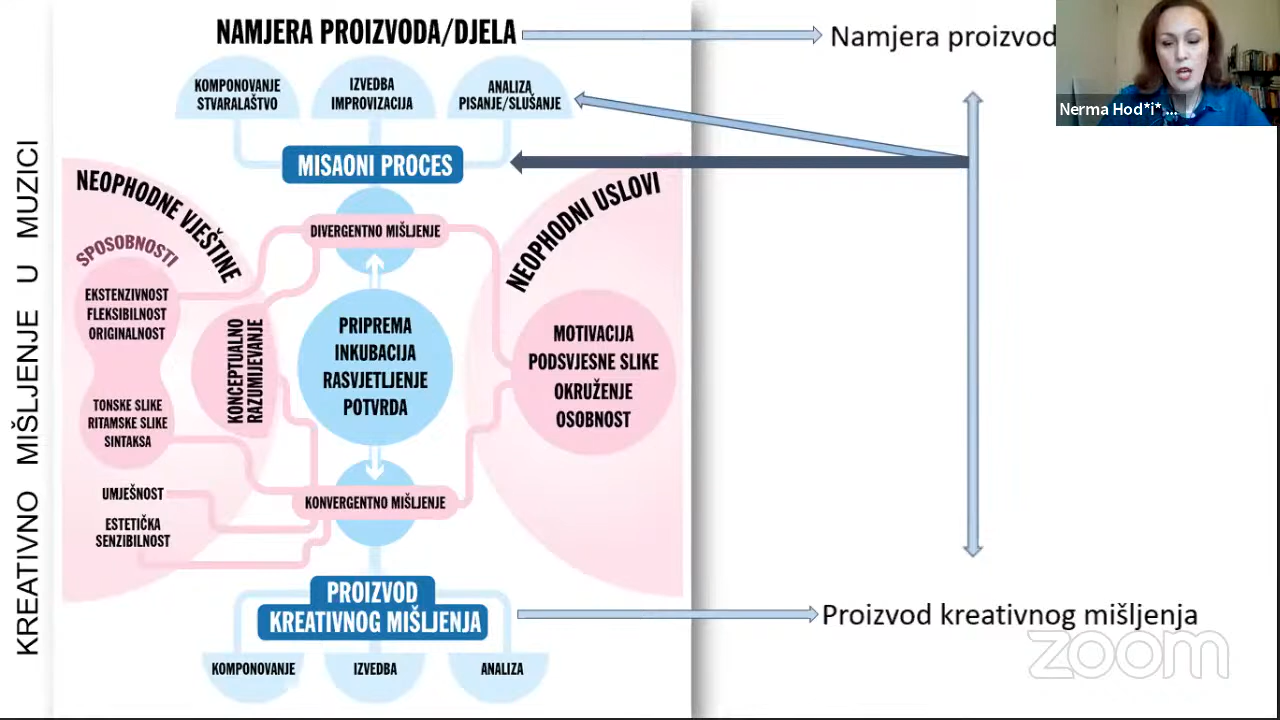 KREATIVNO MIŠLJENJE U MUZICI
NAMJERA PROIZVODA/DJELA
Namjera proizvod
Nerma Hod*i* ...
KOMPONOVANJE
STVARALAŠTVO
IZVEDBA
IMPROVIZACIJA
ANALIZA
PISANJE/SLUŠANJE
MISAONI PROCES
NEOPHODNE VJEŠTINE
SPOSOBNOSTI
EKSTENZIVNOST
FLEKSIBILNOST
ORIGINALNOST
TONSKE SLIKE
RITAMSKE SLIKE
SINTAKSA
UMJEŠNOST
ESTETIČKA
SENZIBILNOST
KONCEPTUALNO
RAZUMIJEVANJE
DIVERGENTNO MIŠLJENJE
PRIPREMA
INKUBACIJA
RASVJETLJENJE
POTVRDA
KONVERGENTNO MIŠLJENJE
NEOPHODNI USLOVI
MOTIVACIJA
PODSVJESNE SLIKE
OKRUŽENJE
OSOBNOST
PROIZVOD
KREATIVNOG MIŠLJENJA
Proizvod kreativnog mišljenja
KOMPONOVANJE
IZVEDBA
ANALIZA
zoom